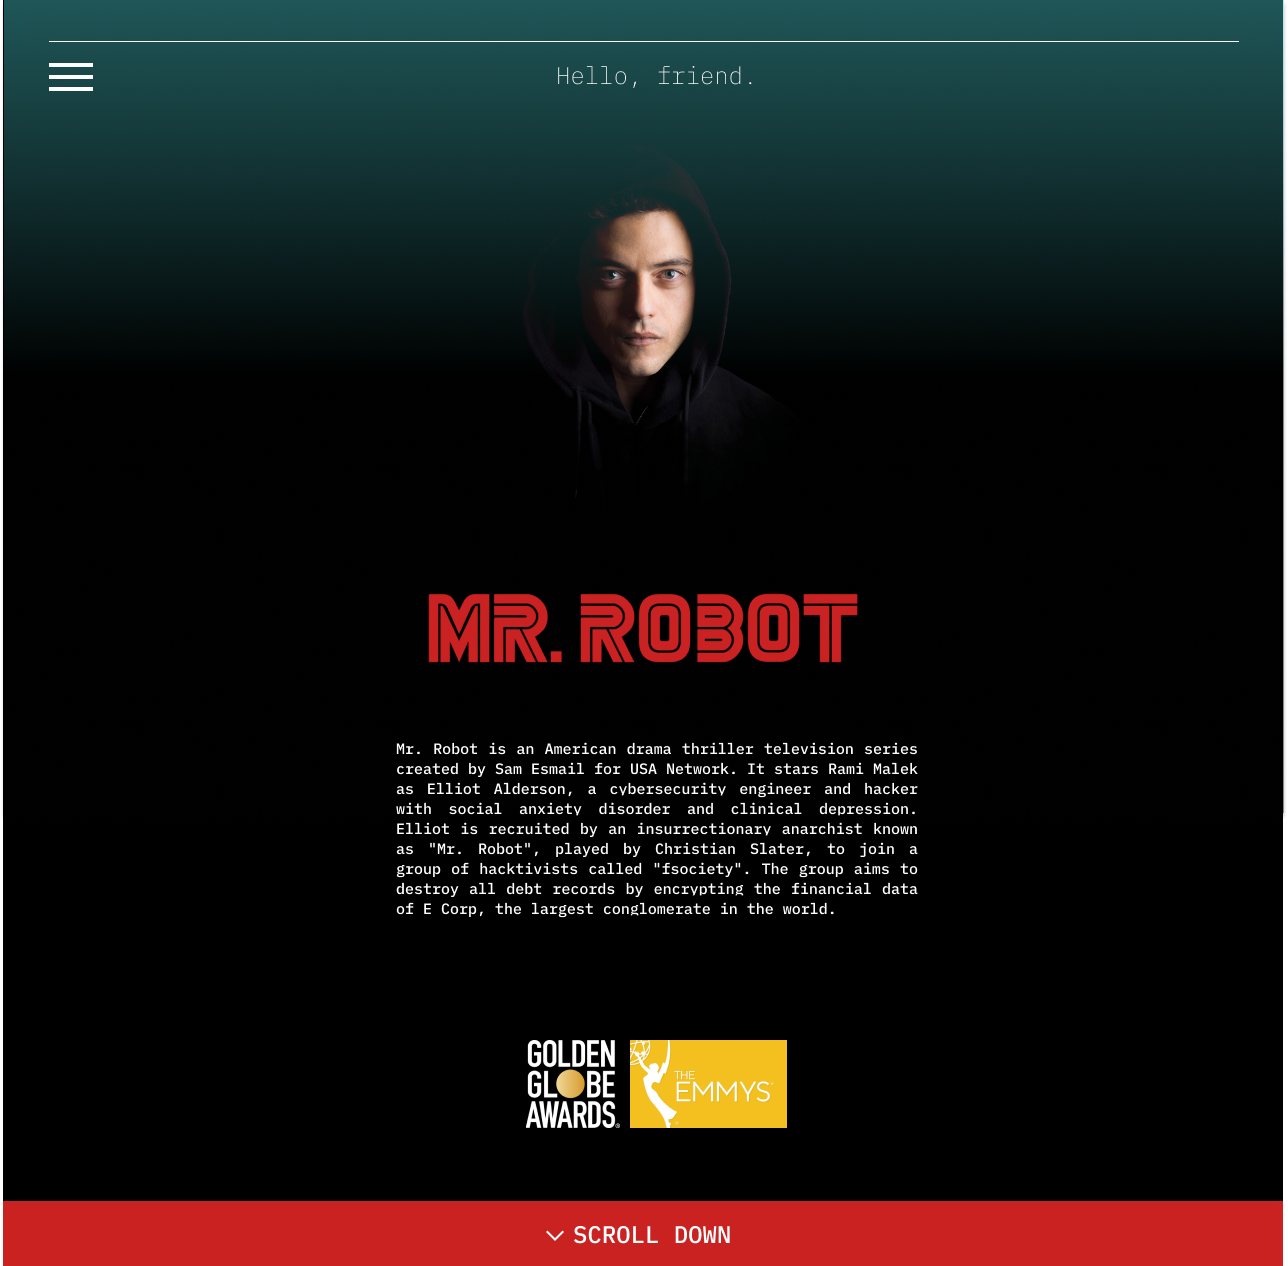 Hello, friend.
MR. ROBOT
Mr. Robot is an American drama thriller television series
created by Sam Esmail for USA Network. It stars Rami Malek
as Elliot Alderson, a cybersecurity engineer and hacker
with social anxiety disorder and clinical depression.
Elliot is recruited by an insurrectionary anarchist known
as "Mr. Robot", played by Christian Slater, to join a
group of hacktivists called "fsociety". The group aims to
destroy all debt records by encrypting the financial data
of E Corp, the largest conglomerate in the world.
GOLDEN
GLOBE
AWARDS®
THE
EMMYS
SCROLL DOWN